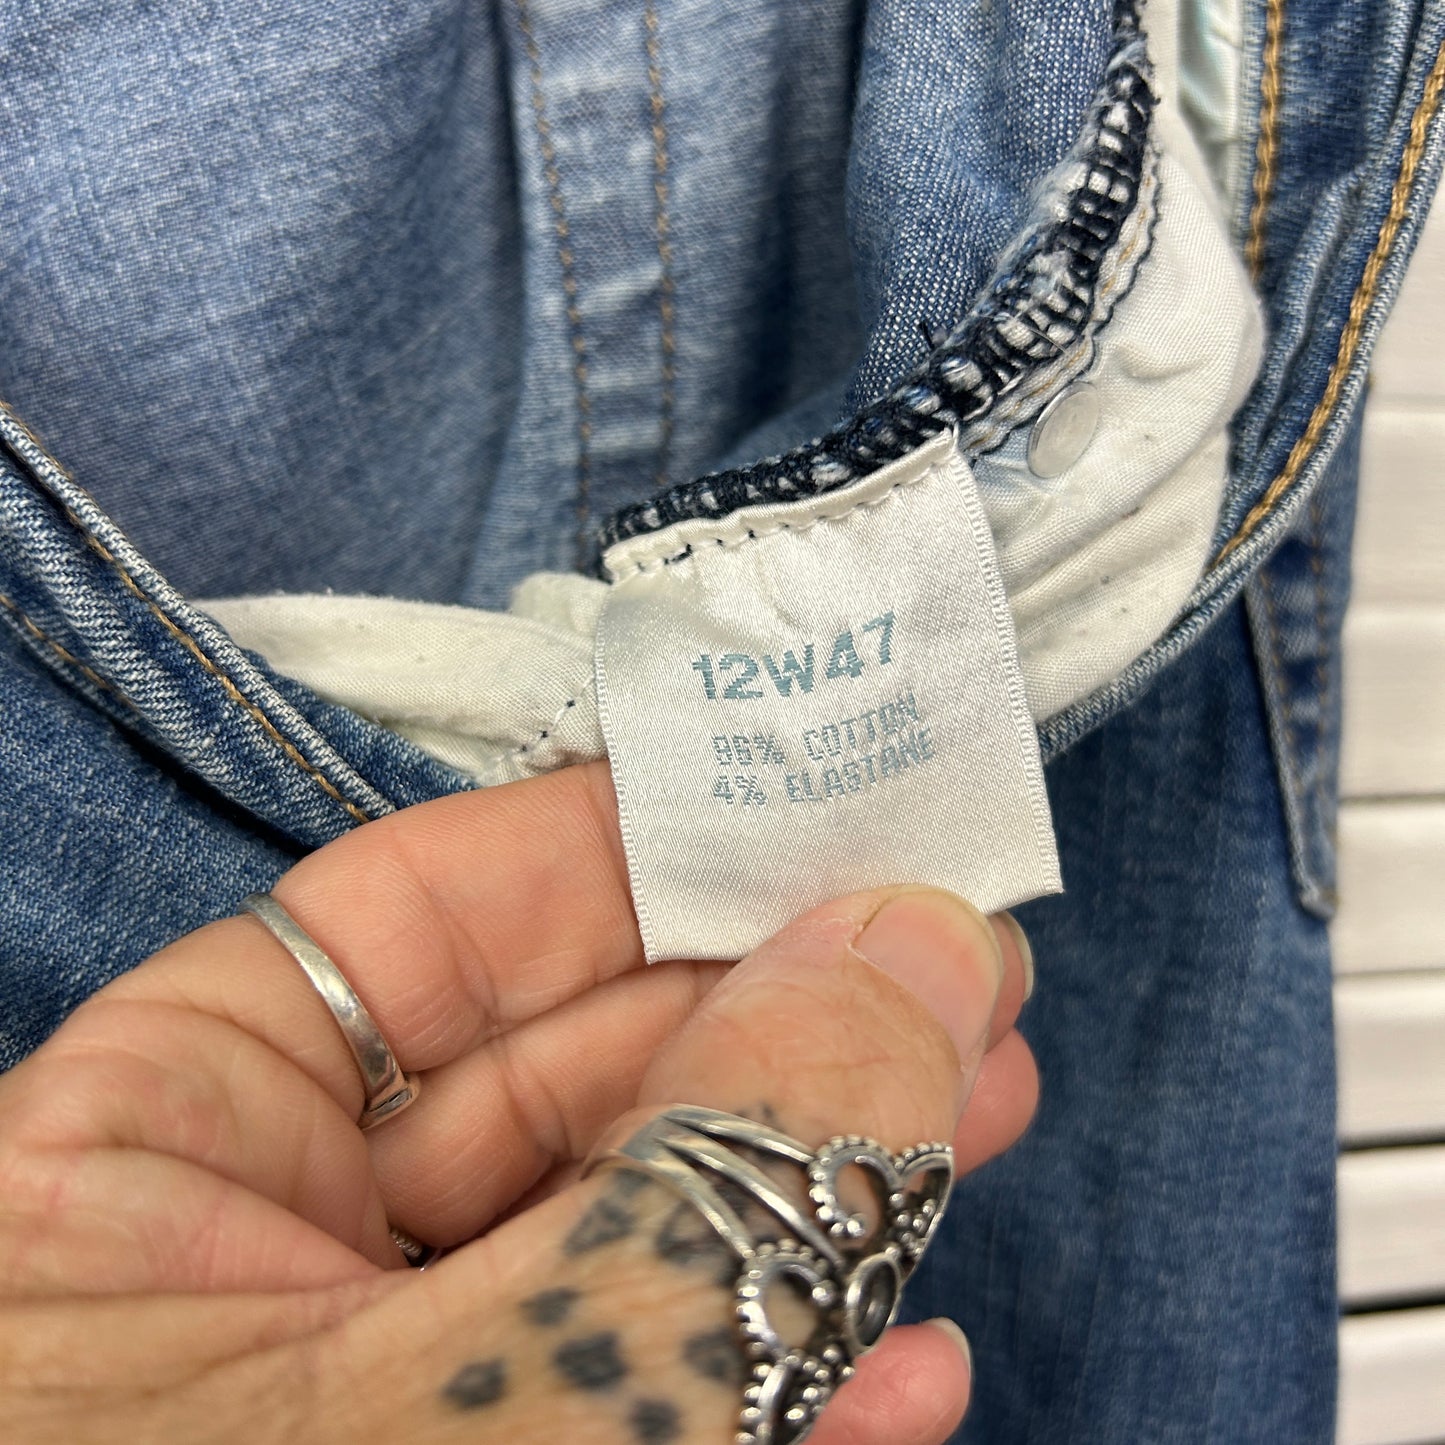 12W47
96% COTTON
4% ELASTANE